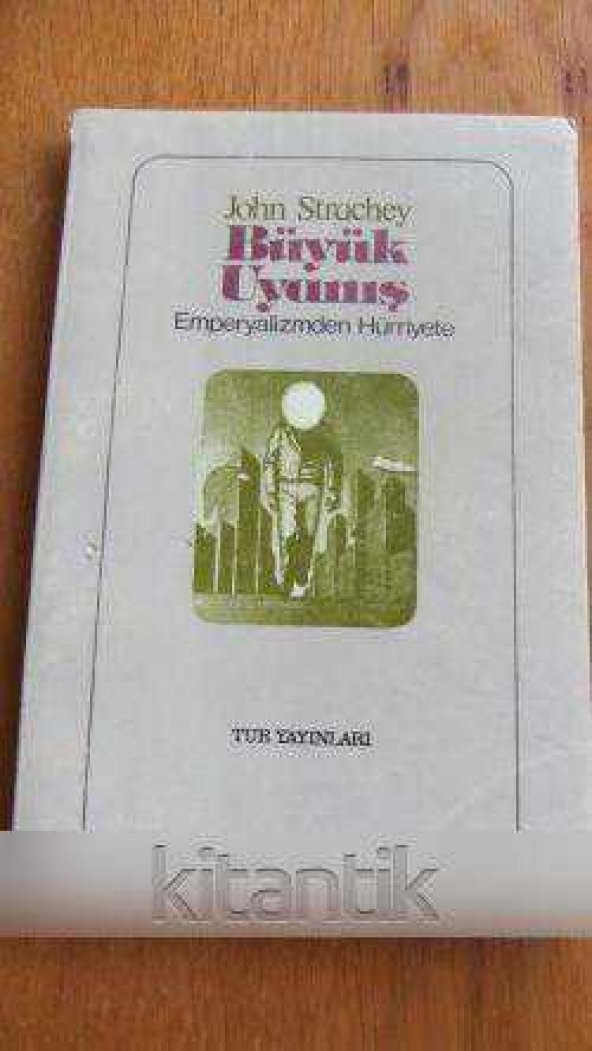 John Strachey
Büyük
Uyanış
Emperyalizmden Hürriyete
TUR YAYINLARI
kitantik